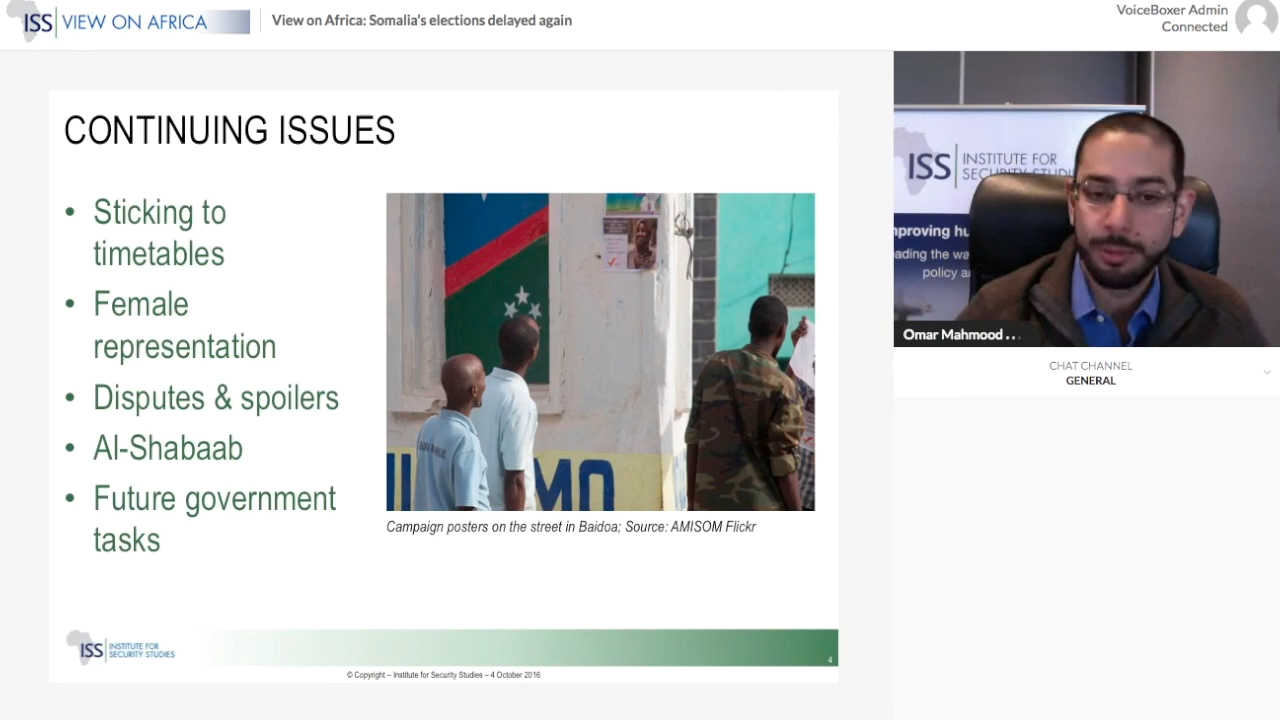 ISS VIEW ON AFRICA
View on Africa: Somalia's elections delayed again
VoiceBoxer Admin
Connected
CONTINUING ISSUES
• Sticking to
timetables
• Female
representation
• Disputes & spoilers
• Al-Shabaab
• Future government
tasks
Campaign posters on the street in Baidoa; Source: AMISOM Flickr
ISS INSTITUTE FOR
SECURITY STUDIES
4
© Copyright – Institute for Security Studies – 4 October 2016
ISS INSTITUTE FOR
SECURITY STUDI
mproving hu
ading the wa
policy a
Omar Mahmood . . .
CHAT CHANNEL
GENERAL